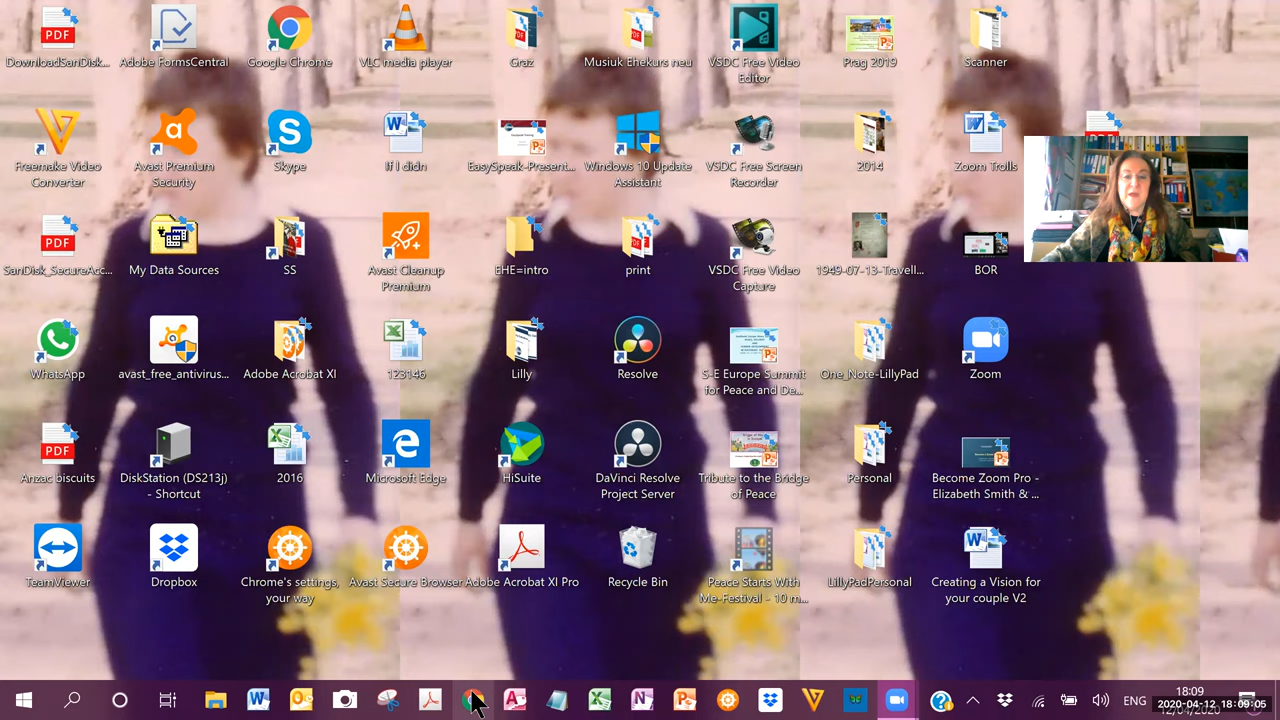 DownloadSanDisk...
Adobe FormsCentral
Google Chrome
VLC media player
Graz
Musiuk Ehekurs neu
VSDC Free Video
Editor
Prag 2019
Scanner
Freemake Video
Converter
Avast Premium
Security
Skype
If I didn
EasySpeak-Present...
Windows 10 Update
Assistant
VSDC Free Screen
Recorder
2014
Zoom Trolls
SanDisk_SecureAcc...
My Data Sources
SS
Avast Cleanup
Premium
EHE=intro
print
VSDC Free Video
Capture
1949-07-13-Travell...
BOR
WhatsApp
avast_free_antivirus...
Adobe Acrobat XI
123146
Lilly
Resolve
S-E Europe Summit
for Peace and De...
One_Note-LillyPad
Zoom
Anzac biscuits
DiskStation (DS213j)
- Shortcut
2016
Microsoft Edge
HiSuite
DaVinci Resolve
Project Server
Tribute to the Bridge
of Peace
Personal
Become Zoom Pro -
Elizabeth Smith & ...
TeamViewer
Dropbox
Chrome's settings,
your way
Avast Secure Browser
Adobe Acrobat XI Pro
Recycle Bin
Peace Starts With
Me-Festival - 10 m...
LillyPadPersonal
Creating a Vision for
your couple V2
ENG
18:09
2020-04-12 18:09:05